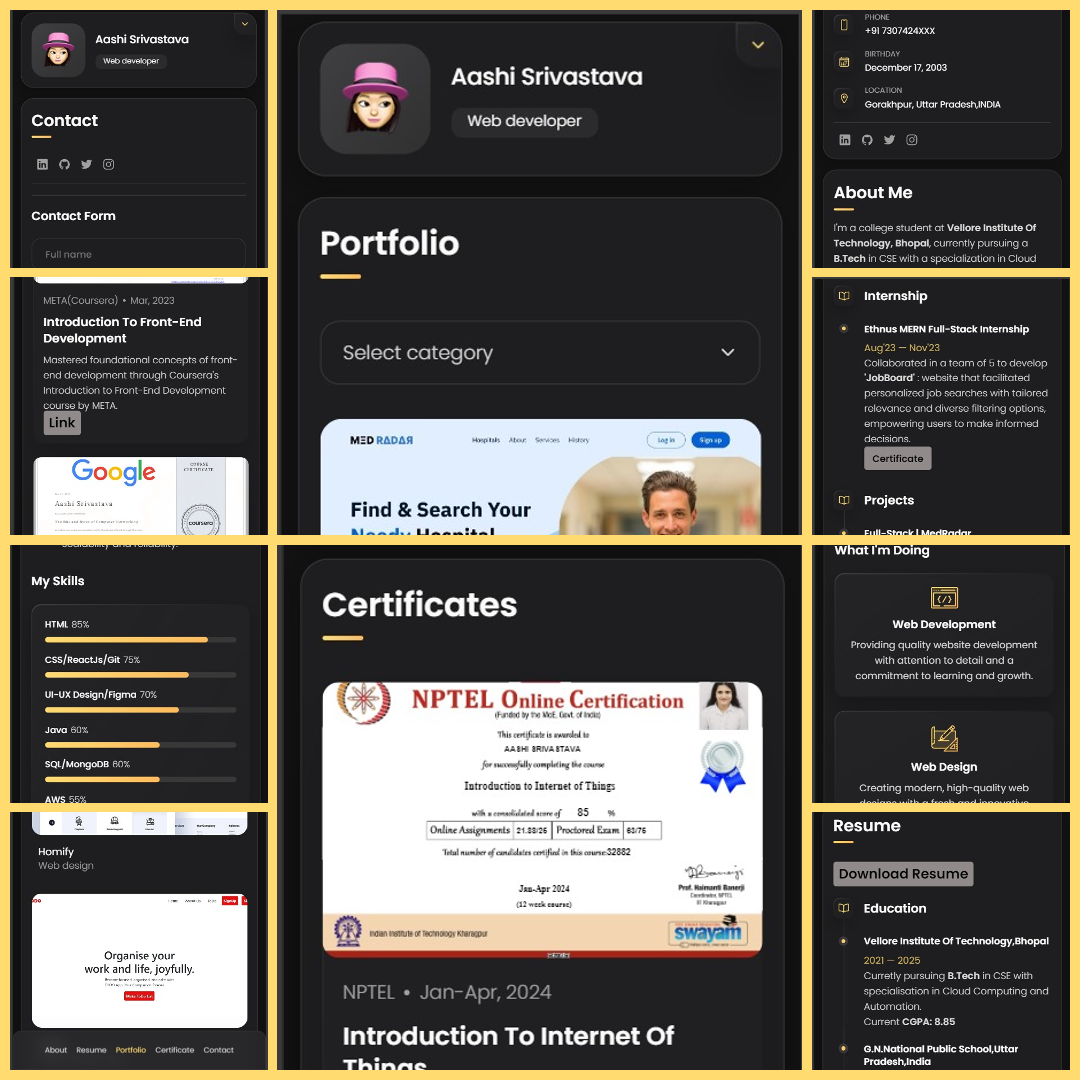 Aashi Srivastava
Web developer
Contact
Contact Form
Full name
Aashi Srivastava
Web developer
Portfolio
Select category
MED RADAR
Hospitals
About
Services
History
Log in
Sign up
Find & Search Your
Needy Hospital
PHONE
+91 7307424XXX
BIRTHDAY
December 17, 2003
LOCATION
Gorakhpur, Uttar Pradesh,INDIA
About Me
I'm a college student at Vellore Institute Of
Technology, Bhopal, currently pursuing a
B.Tech in CSE with a specialization in Cloud
META(Coursera) • Mar, 2023
Introduction To Front-End
Development
Mastered foundational concepts of front-
end development through Coursera's
Introduction to Front-End Development
course by META.
Link
Google
COURSE
CERTIFICATE
Aashi Srivastava
coursera
Internship
Ethnus MERN Full-Stack Internship
Aug'23 — Nov'23
Collaborated in a team of 5 to develop
'JobBoard' : website that facilitated
personalized job searches with tailored
relevance and diverse filtering options,
empowering users to make informed
decisions.
Certificate
Projects
Full-Stack | MedRadar
scalability and reliability.
My Skills
HTML 85%
CSS/ReactJs/Git 75%
UI-UX Design/Figma 70%
Java 60%
SQL/MongoDB 60%
AWS 55%
Certificates
NPTEL Online Certification
(Funded by the MoE, Govt. of India)
This certificate is awarded to
AASHI SRIVASTAVA
for successfully completing the course
Introduction to Internet of Things
with a consolidated score of 85 %
Online Assignments 21.88/25 Proctored Exam 63/75
Total number of candidates certified in this course:32882
Jan-Apr 2024
(12 week course)
Prof. Haimanti Banerji
Coordinator, NPTEL
IIT Kharagpur
Indian Institute of Technology Kharagpur
swayam
NPTEL • Jan-Apr, 2024
Introduction To Internet Of
Things
What I'm Doing
Web Development
Providing quality website development
with attention to detail and a
commitment to learning and growth.
Web Design
Creating modern, high-quality web
designs with a fresh and innovative
Homify
Web design
Organise your
work and life, joyfully.
About
Resume
Portfolio
Certificate
Contact
Resume
Download Resume
Education
Vellore Institute Of Technology,Bhopal
2021 — 2025
Curretly pursuing B.Tech in CSE with
specialisation in Cloud Computing and
Automation.
Current CGPA: 8.85
G.N.National Public School,Uttar
Pradesh,India